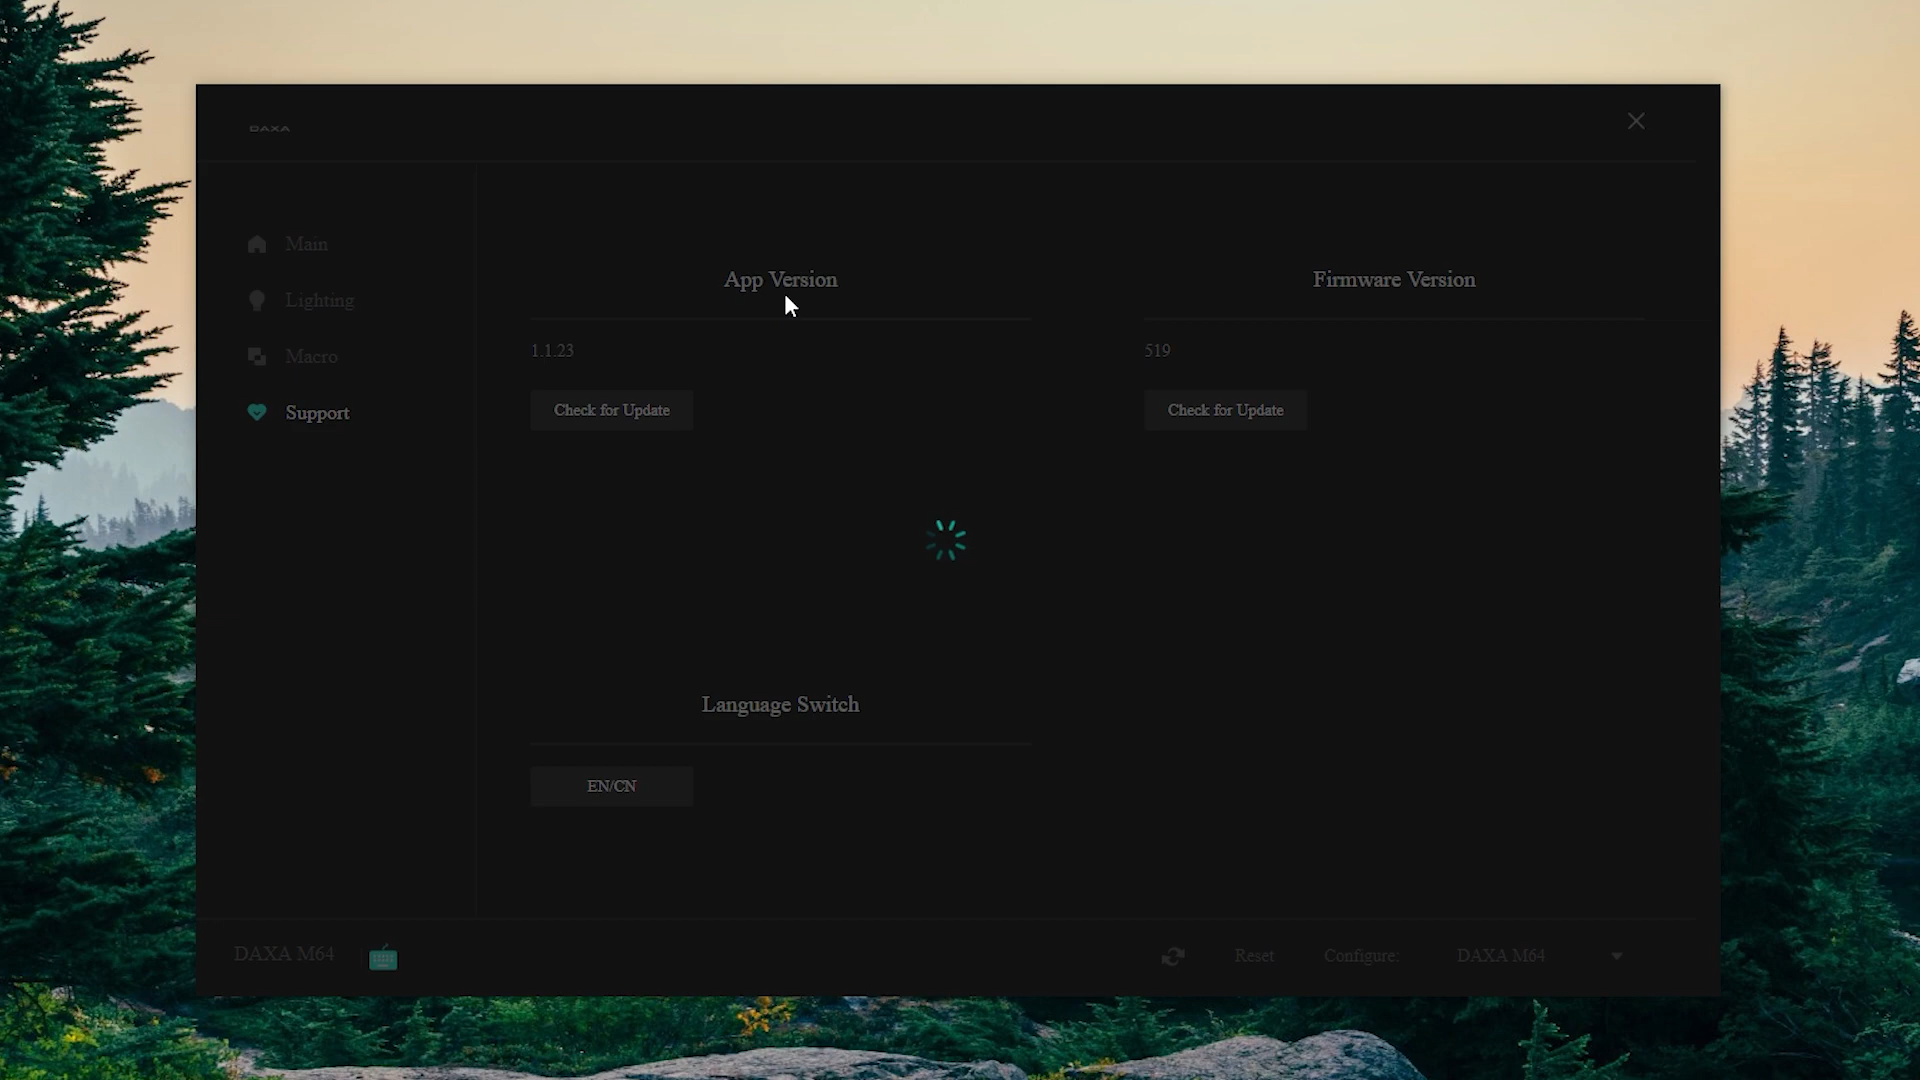 DAXA
Main
Lighting
Macro
Support
App Version
1.1.23
Check for Update
Firmware Version
519
Check for Update
Language Switch
EN/CN
DAXA M64
Reset
Configure:
DAXA M64